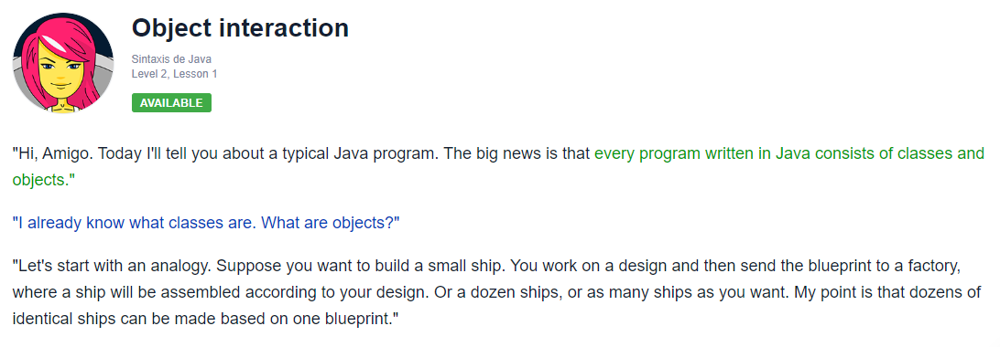 Object interaction
Sintaxis de Java
Level 2, Lesson 1
AVAILABLE
"Hi, Amigo. Today I'll tell you about a typical Java program. The big news is that every program written in Java consists of classes and
objects."
"I already know what classes are. What are objects?"
"Let's start with an analogy. Suppose you want to build a small ship. You work on a design and then send the blueprint to a factory,
where a ship will be assembled according to your design. Or a dozen ships, or as many ships as you want. My point is that dozens of
identical ships can be made based on one blueprint."